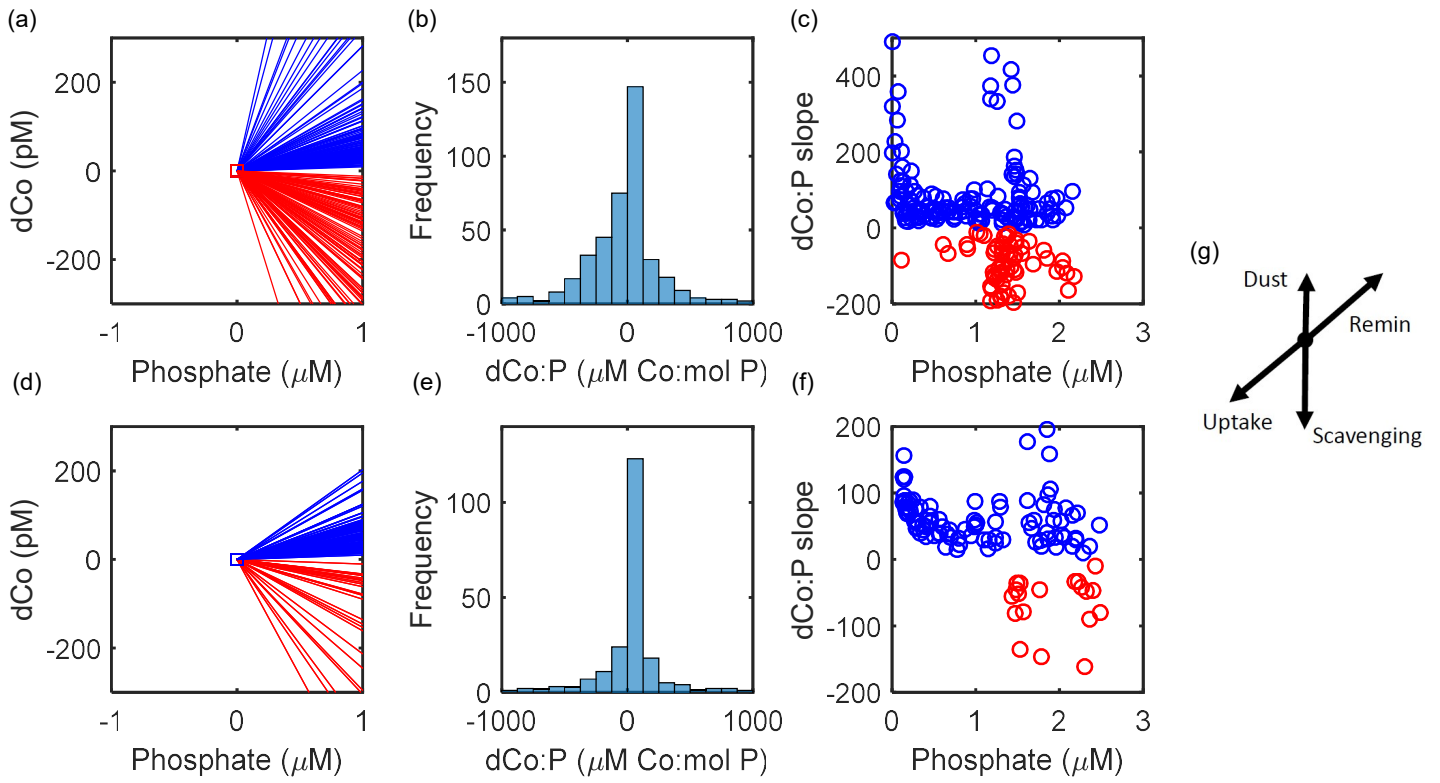 (a)
dCo (pM)
200
0
-200
-1
0
1
Phosphate (μM)
(b)
Frequency
150
100
50
0
-1000
0
1000
dCo:P (μM Co:mol P)
(c)
dCo:P slope
400
200
0
-200
0
1
2
3
Phosphate (μM)
(d)
dCo (pM)
200
0
-200
-1
0
1
Phosphate (μM)
(e)
Frequency
100
50
0
-1000
0
1000
dCo:P (μM Co:mol P)
(f)
dCo:P slope
200
100
0
-100
-200
0
1
2
3
Phosphate (μM)
(g)
Dust
Remin
Uptake
Scavenging